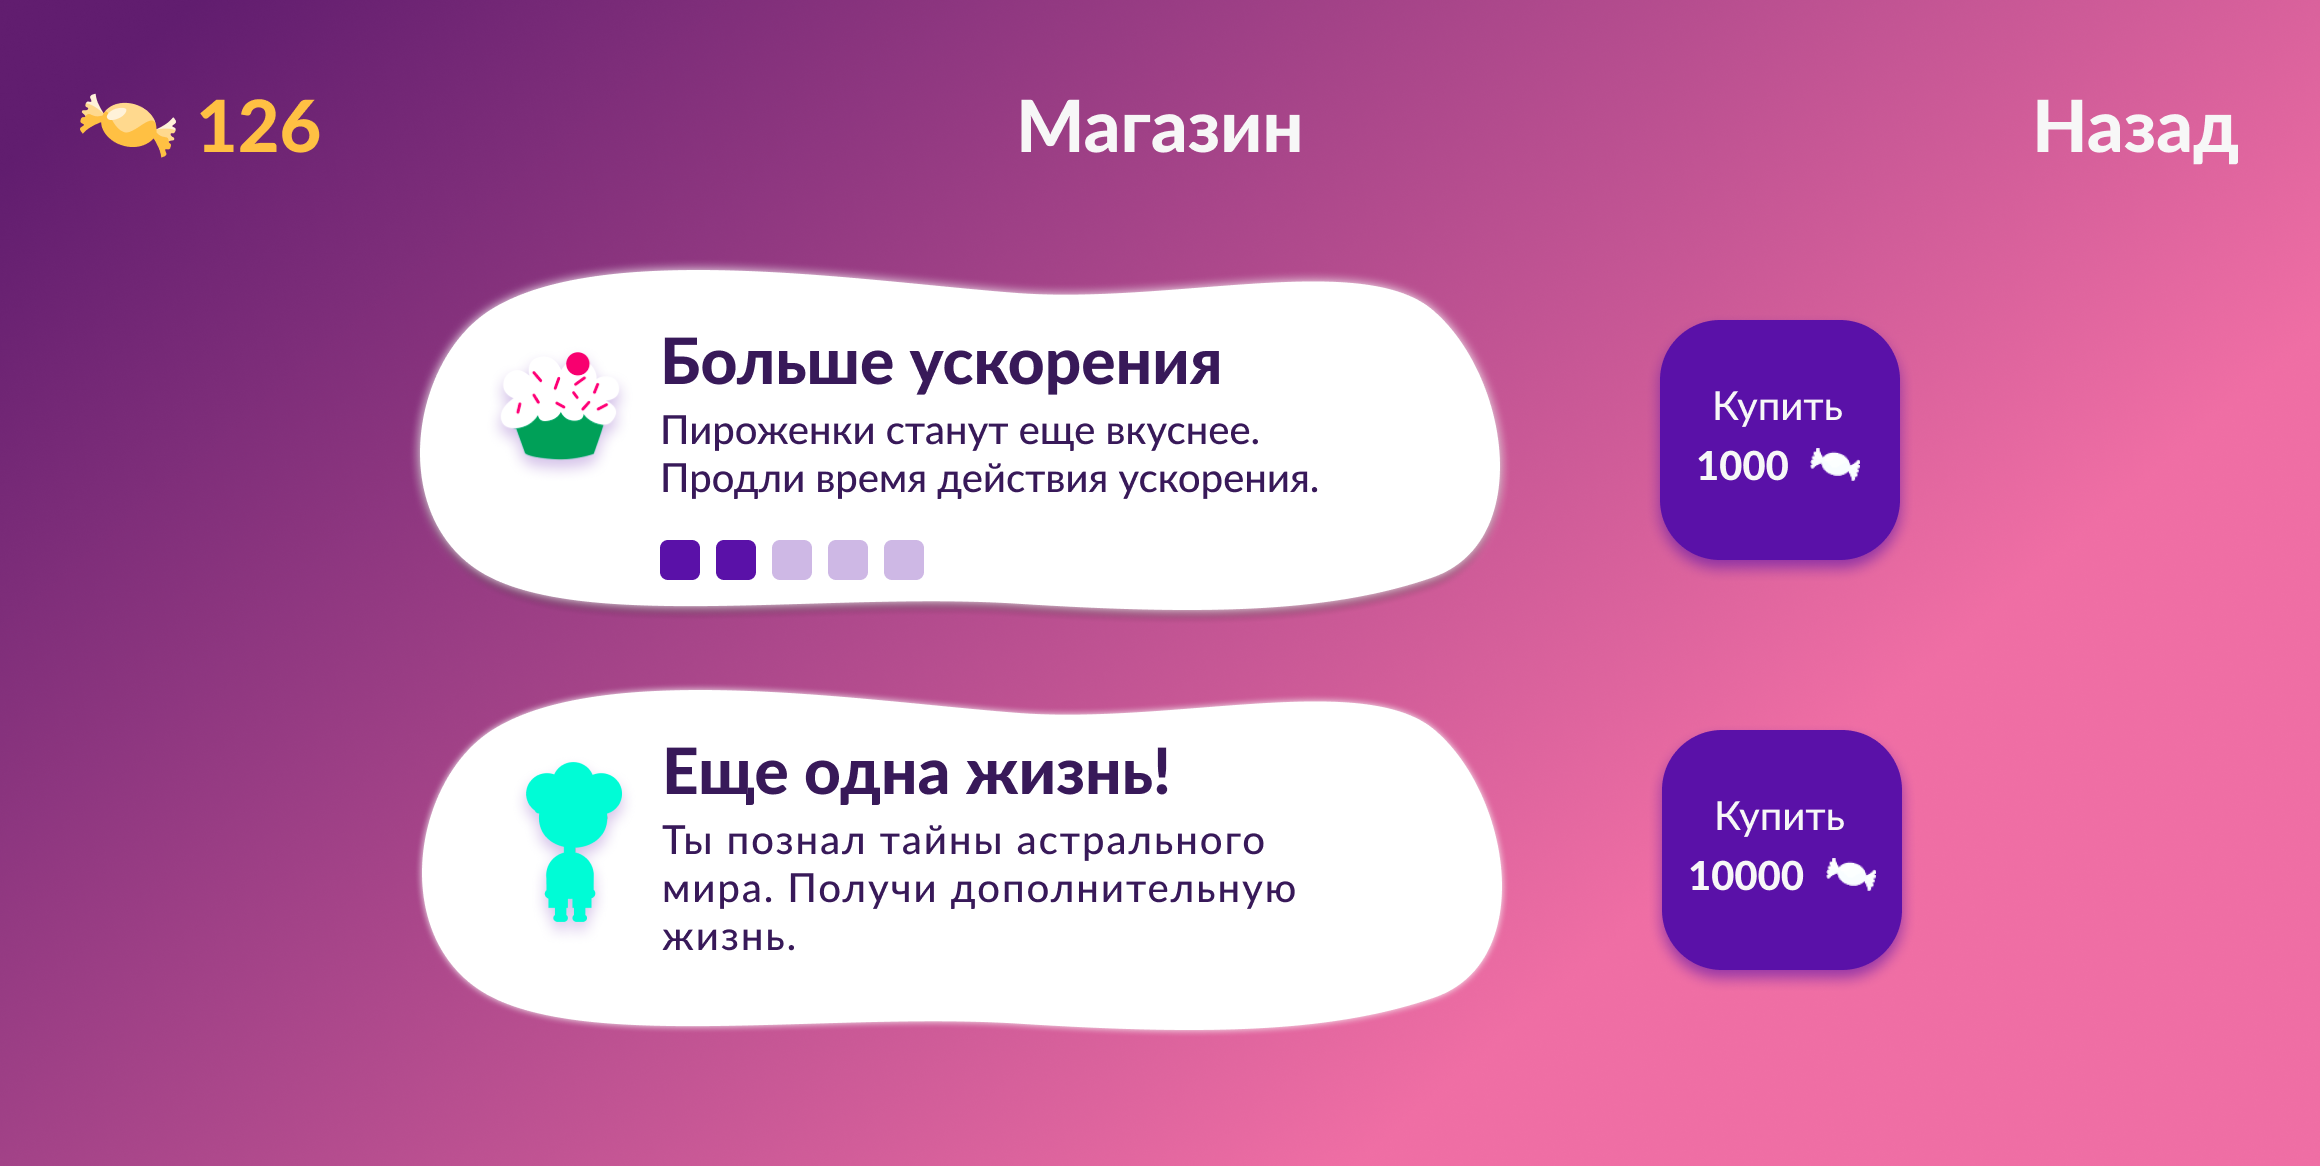 126
Магазин
Назад
Больше ускорения
Пироженки станут еще вкуснее.
Продли время действия ускорения.
Купить
1000
Еще одна жизнь!
Ты познал тайны астрального
мира. Получи дополнительную
жизнь.
Купить
10000